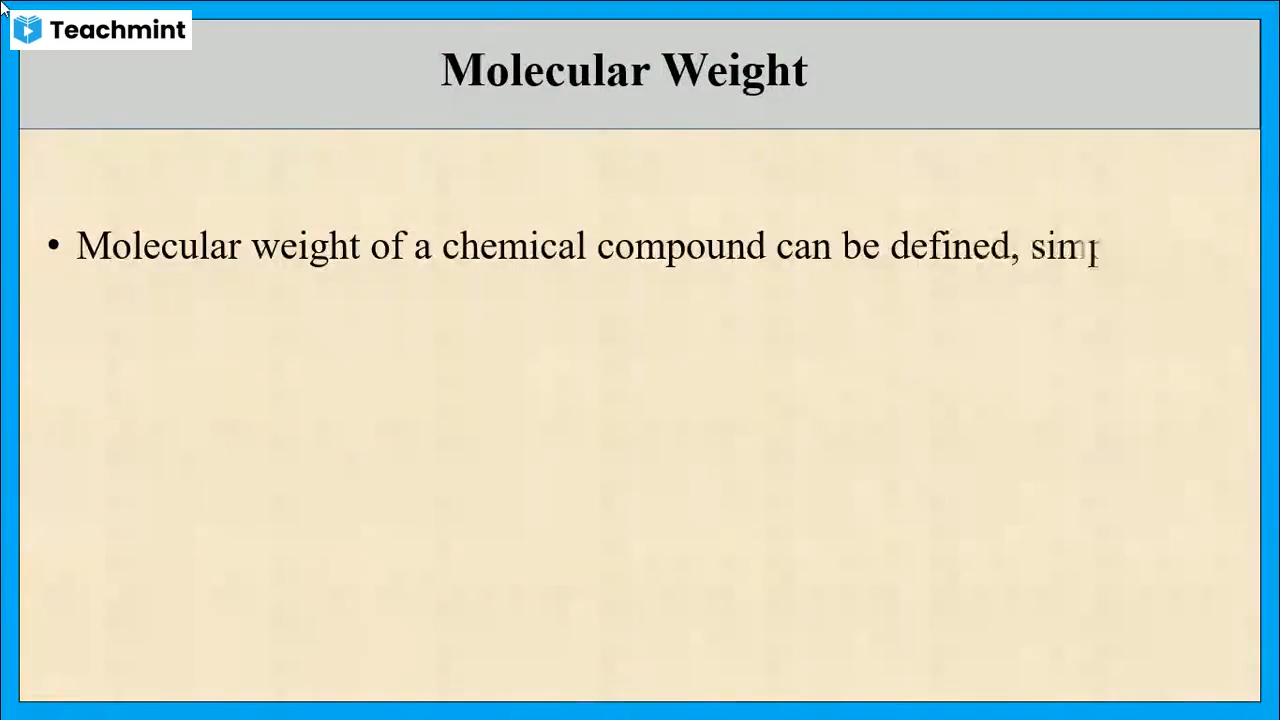 Teachmint
Molecular Weight
• Molecular weight of a chemical compound can be defined,